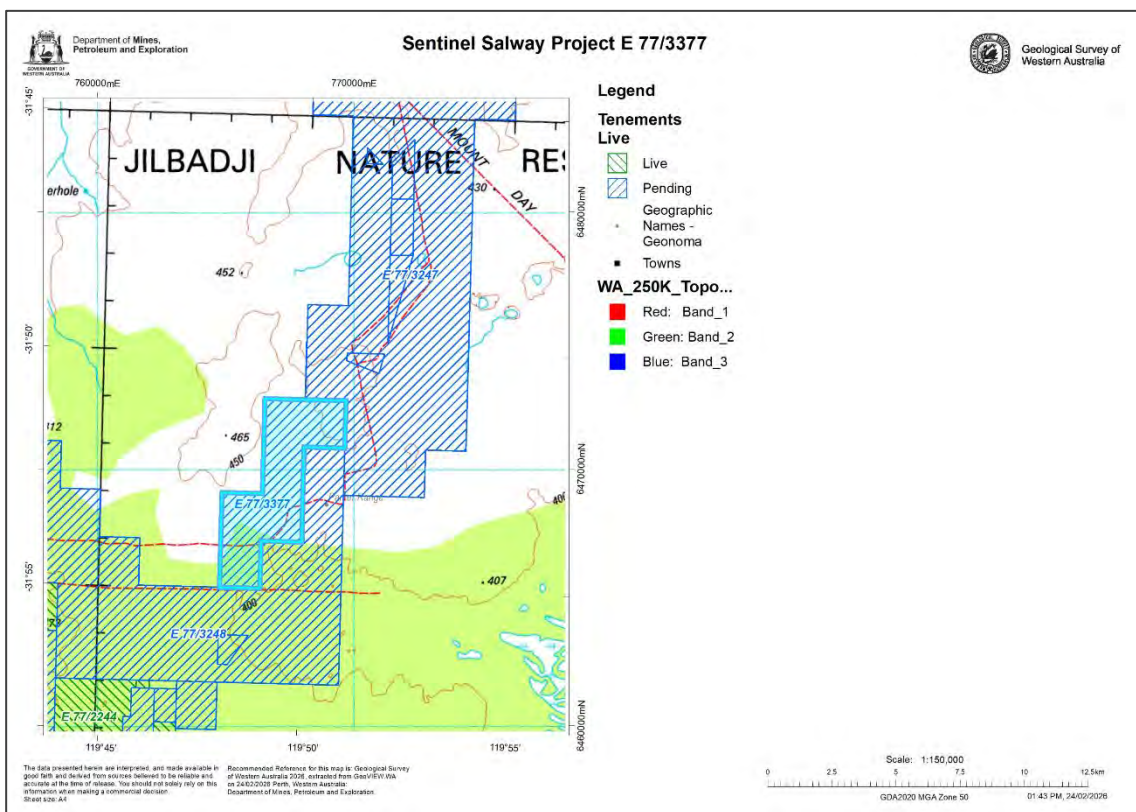 Department of Mines,
Petroleum and Exploration
GOVERNMENT OF
WESTERN AUSTRALIA
Sentinel Salway Project E 77/3377
Geological Survey of
Western Australia
760000mE
770000mE
-31°45'
-31°50'
-31°55'
JILBADJI
NATURE
RES
MOUNT
DAY
erhole
430
452
E 77/3247
6480000mN
465
450
412
6470000mN
E 77/3377
Range
400
407
400
E 77/3248
73
E 77/2244
6460000mN
119°45'
119°50'
119°55'
Legend
Tenements
Live
Live
Pending
Geographic
Names -
Geonoma
Towns
WA_250K_Topo...
Red: Band_1
Green: Band_2
Blue: Band_3
The data presented herein are interpreted, and made available in
good faith and derived from sources believed to be reliable and
accurate at the time of release. You should not solely rely on this
information when making a commercial decision.
Sheet size: A4
Recommended Reference for this map is: Geological Survey
of Western Australia 2026, extracted from GeoVIEW.WA
on 24/02/2026 Perth, Western Australia:
Department of Mines, Petroleum and Exploration.
Scale: 1:150,000
0 2.5 5 7.5 10 12.5km
GDA2020 MGA Zone 50
01:43 PM, 24/02/2026